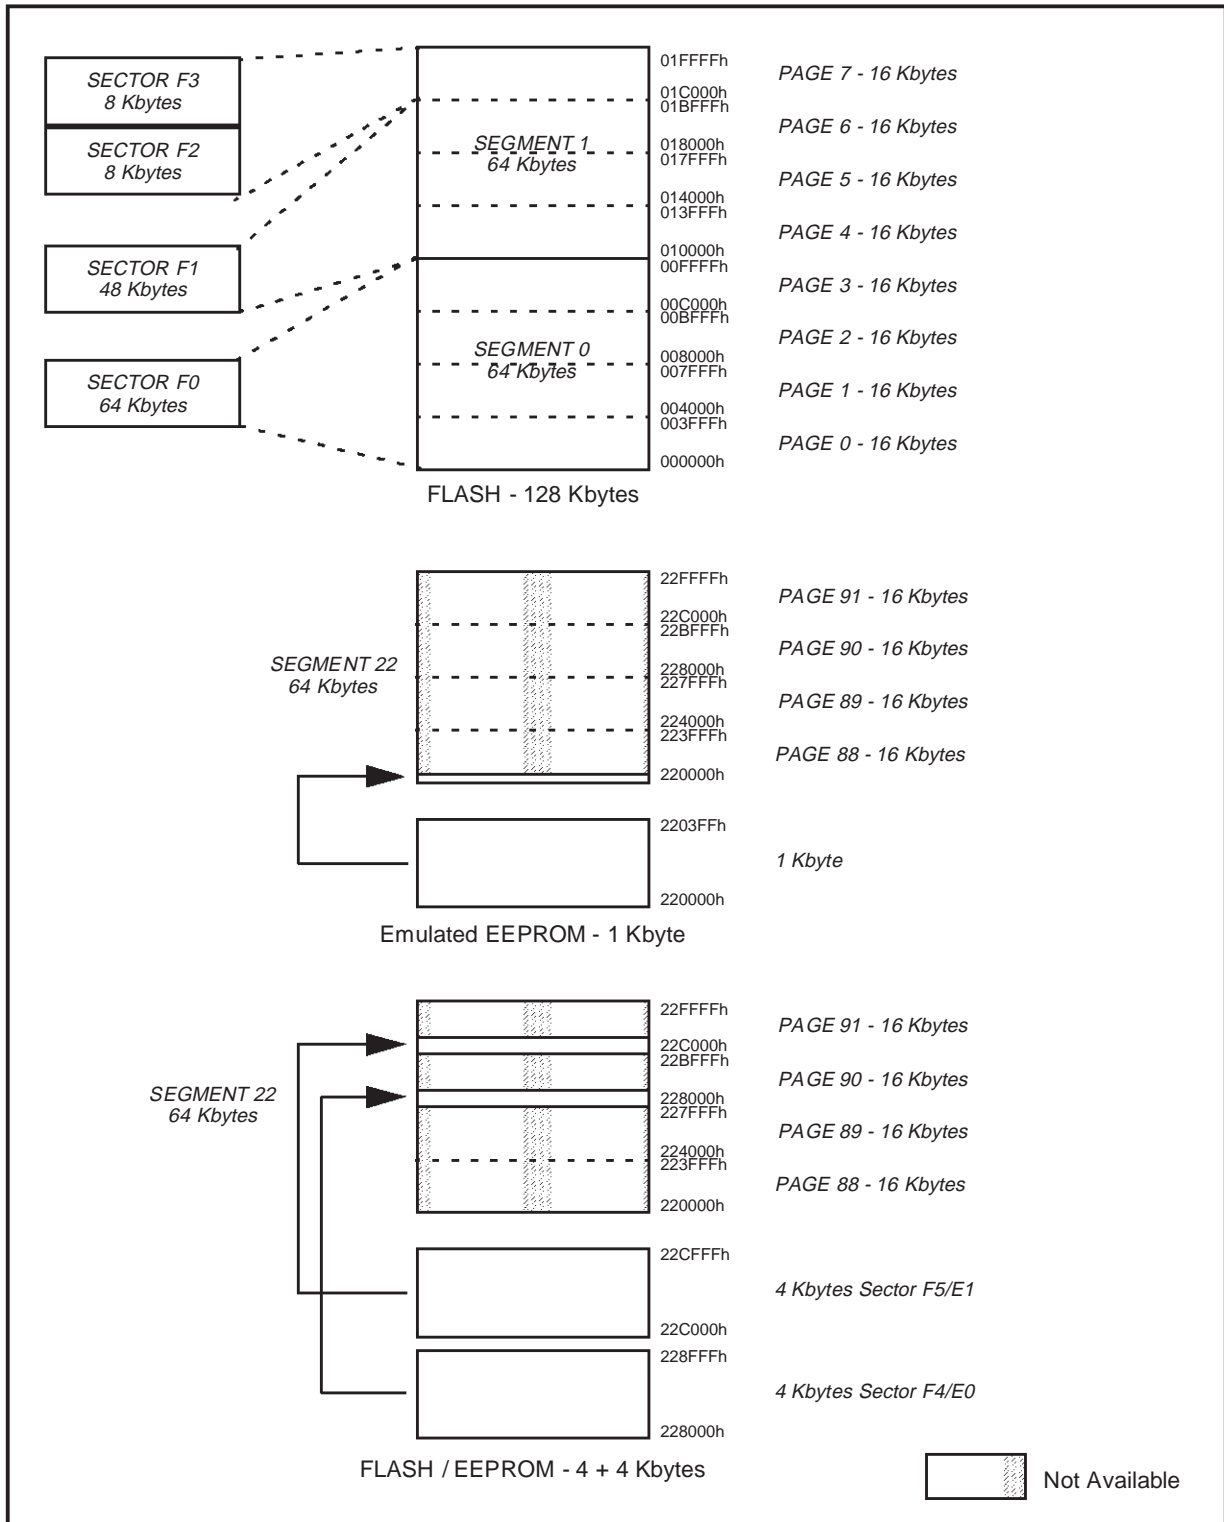 SECTOR F3
8 Kbytes
SECTOR F2
8 Kbytes
SECTOR F1
48 Kbytes
SECTOR F0
64 Kbytes
SEGMENT 1
64 Kbytes
SEGMENT 0
64 Kbytes
01FFFFh
01C000h
01BFFFh
018000h
017FFFh
014000h
013FFFh
010000h
00FFFFh
00C000h
00BFFFh
008000h
007FFFh
004000h
003FFFh
000000h
PAGE 7 - 16 Kbytes
PAGE 6 - 16 Kbytes
PAGE 5 - 16 Kbytes
PAGE 4 - 16 Kbytes
PAGE 3 - 16 Kbytes
PAGE 2 - 16 Kbytes
PAGE 1 - 16 Kbytes
PAGE 0 - 16 Kbytes
FLASH - 128 Kbytes
SEGMENT 22
64 Kbytes
22FFFFh
22C000h
22BFFFh
228000h
227FFFh
224000h
223FFFh
220000h
PAGE 91 - 16 Kbytes
PAGE 90 - 16 Kbytes
PAGE 89 - 16 Kbytes
PAGE 88 - 16 Kbytes
2203FFh
1 Kbyte
220000h
Emulated EEPROM - 1 Kbyte
SEGMENT 22
64 Kbytes
22FFFFh
22C000h
22BFFFh
228000h
227FFFh
224000h
223FFFh
220000h
PAGE 91 - 16 Kbytes
PAGE 90 - 16 Kbytes
PAGE 89 - 16 Kbytes
PAGE 88 - 16 Kbytes
22CFFFh
4 Kbytes Sector F5/E1
22C000h
228FFFh
4 Kbytes Sector F4/E0
228000h
FLASH / EEPROM - 4 + 4 Kbytes
Not Available